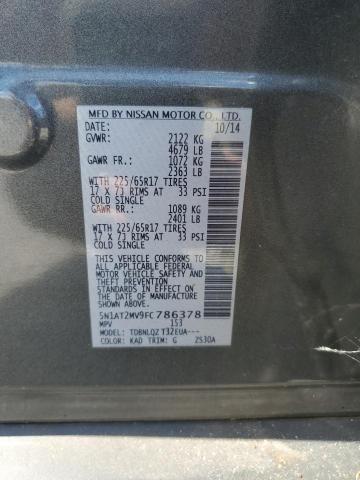 MFD BY NISSAN MOTOR CO., LTD.
DATE: 10/14
GVWR: 2122 KG
4679 LB
GAWR FR.: 1072 KG
2363 LB
WITH 225/65R17 TIRES
17 X 7J RIMS AT 33 PSI
COLD SINGLE
GAWR RR.: 1089 KG
2401 LB
WITH 225/65R17 TIRES
17 X 7J RIMS AT 33 PSI
COLD SINGLE
THIS VEHICLE CONFORMS TO
ALL APPLICABLE FEDERAL
MOTOR VEHICLE SAFETY AND
THEFT PREVENTION
STANDARDS IN EFFECT ON
THE DATE OF MANUFACTURE
SHOWN ABOVE.
5N1AT2MV9FC786378
MPV 153
MODEL: TDBNLQZ T32EUA---
COLOR: KAD TRIM: G ZS30A